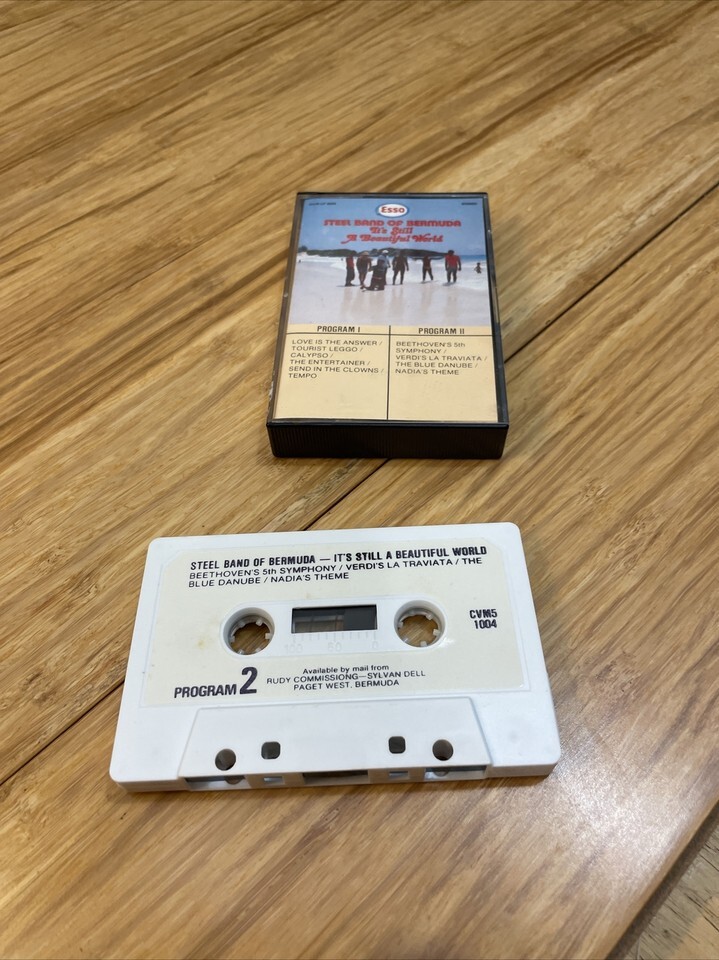 Esso
STEEL BAND OF BERMUDA
It's Still
A Beautiful World
PROGRAM I
LOVE IS THE ANSWER /
TOURIST LEGGO /
CALYPSO /
THE ENTERTAINER /
SEND IN THE CLOWNS /
TEMPO
PROGRAM II
BEETHOVEN'S 5th
SYMPHONY /
VERDI'S LA TRAVIATA /
THE BLUE DANUBE /
NADIA'S THEME
STEEL BAND OF BERMUDA — IT'S STILL A BEAUTIFUL WORLD
BEETHOVEN'S 5th SYMPHONY / VERDI'S LA TRAVIATA / THE
BLUE DANUBE / NADIA'S THEME
CVM5
1004
100 50 0
PROGRAM 2
Available by mail from
RUDY COMMISSIONG—SYLVAN DELL
PAGET WEST, BERMUDA